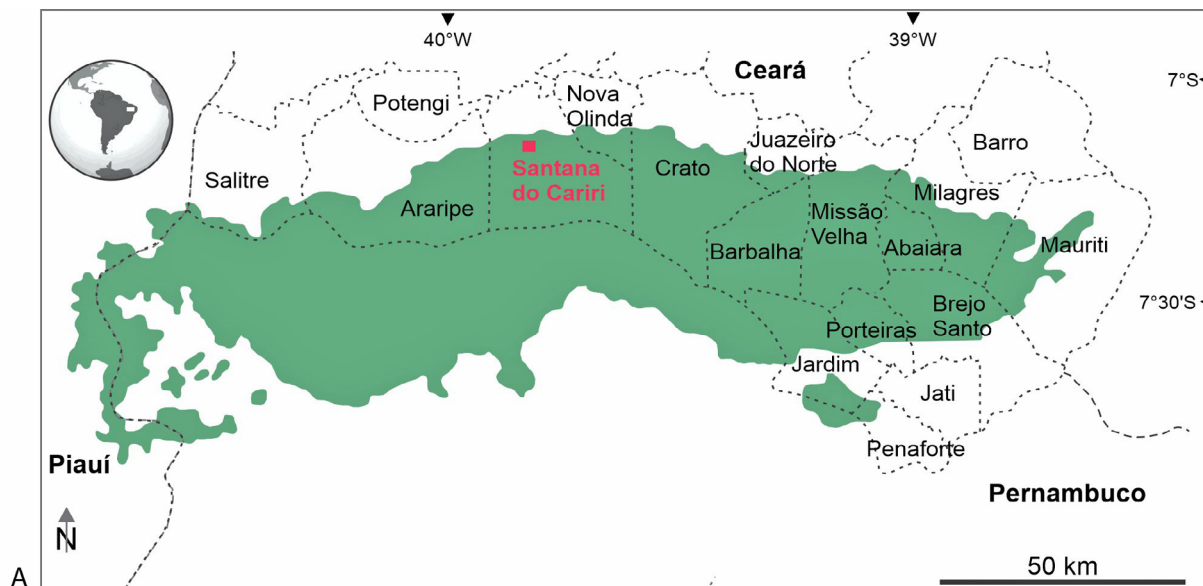 40°W
39°W
Ceará
7°S
Potengi
Nova
Olinda
Juazeiro
do Norte
Barro
Salitre
Santana
do Cariri
Crato
Milagres
Araripe
Missão
Velha
Barbalha
Abaiara
Mauriti
7°30'S
Brejo
Santo
Porteiras
Jardim
Jati
Penaforte
Piauí
Pernambuco
N
50 km
A